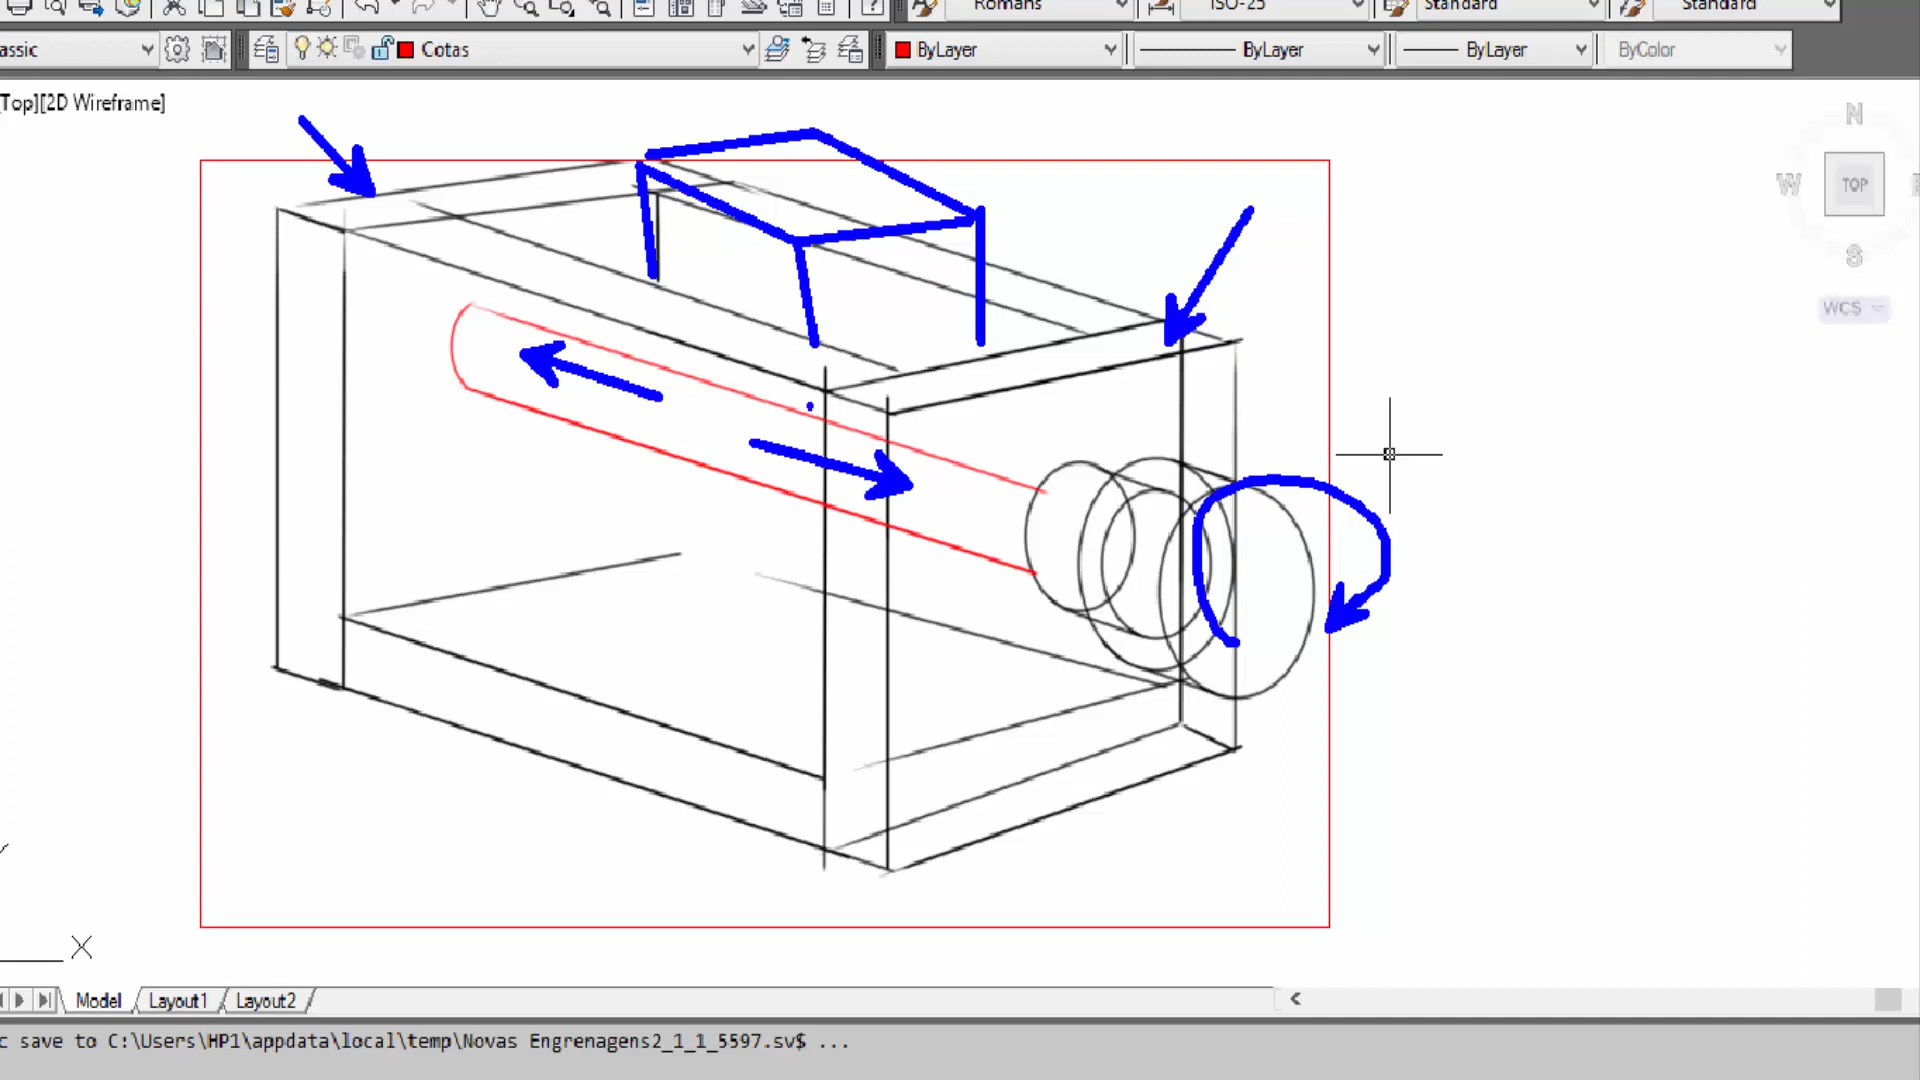 Romans
ISO-25
Standard
Standard
assic
Cotas
ByLayer
ByLayer
ByLayer
ByColor
Top][2D Wireframe]
N
W
TOP
S
WCS
X
Model
Layout1
Layout2
c save to C:\Users\HP1\appdata\local\temp\Novas Engrenagens2_1_1_5597.sv$ ...